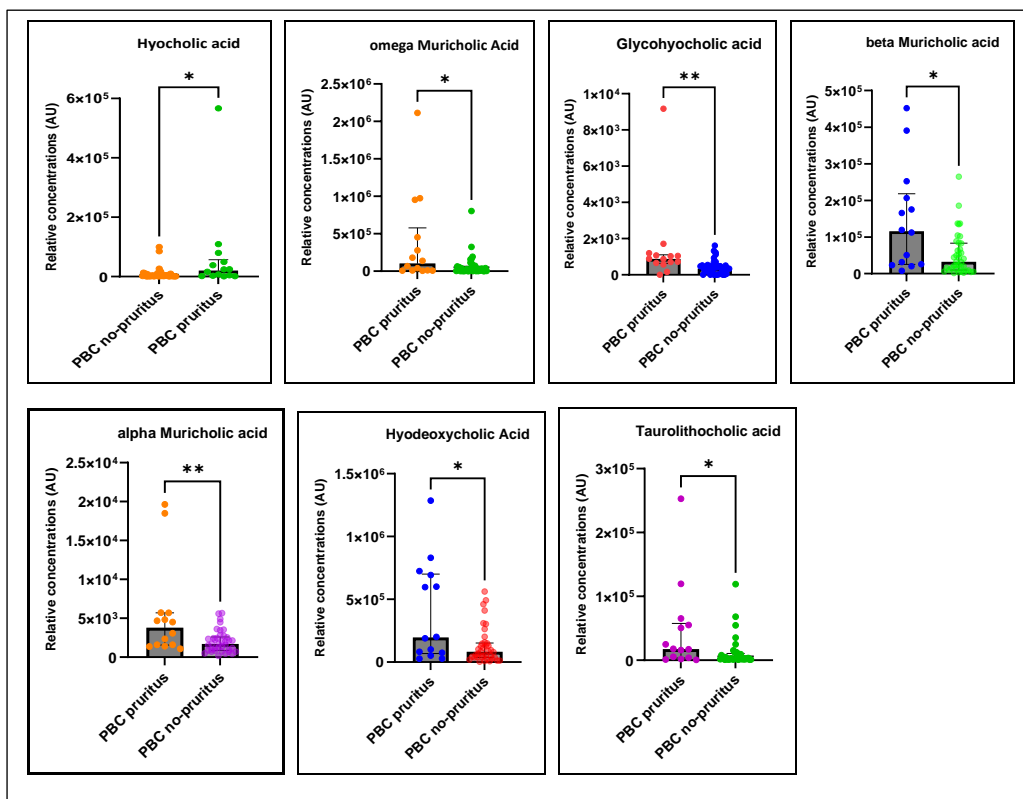 Hyocholic acid
*
Relative concentrations (AU)
6×10⁵
4×10⁵
2×10⁵
0
PBC no-pruritus
PBC pruritus
omega Muricholic Acid
*
Relative concentrations (AU)
2.5×10⁶
2×10⁶
1.5×10⁶
1×10⁶
5×10⁵
0
PBC pruritus
PBC no-pruritus
Glycohyocholic acid
**
Relative concentrations (AU)
1×10⁴
8×10³
6×10³
4×10³
2×10³
0
PBC pruritus
PBC no-pruritus
beta Muricholic acid
*
Relative concentrations (AU)
5×10⁵
4×10⁵
3×10⁵
2×10⁵
1×10⁵
0
PBC pruritus
PBC no-pruritus
alpha Muricholic acid
**
Relative concentrations (AU)
2.5×10⁴
2×10⁴
1.5×10⁴
1×10⁴
5×10³
0
PBC pruritus
PBC no-pruritus
Hyodeoxycholic Acid
*
Relative concentrations (AU)
1.5×10⁶
1×10⁶
5×10⁵
0
PBC pruritus
PBC no-pruritus
Taurolithocholic acid
*
Relative concentrations (AU)
3×10⁵
2×10⁵
1×10⁵
0
PBC pruritus
PBC no-pruritus